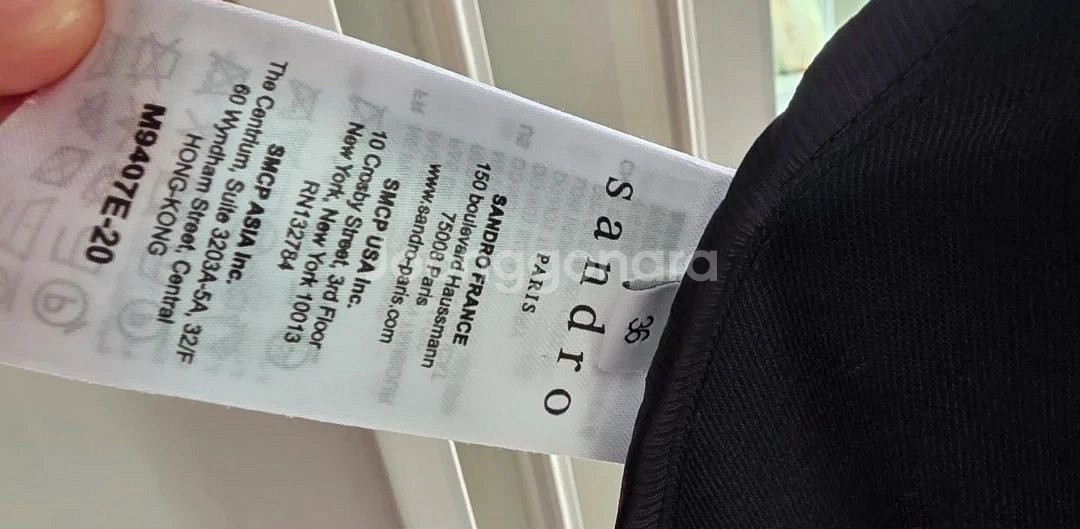 sandro
PARIS
36
SANDRO FRANCE
150 boulevard Haussmann
75008 Paris
www.sandro-paris.com
SMCP USA Inc.
10 Crosby Street, 3rd Floor
New York, New York 10013
RN132784
SMCP ASIA Inc.
The Centrium, Suite 3203A-5A, 32/F
60 Wyndham Street, Central
HONG-KONG
M9407E-20